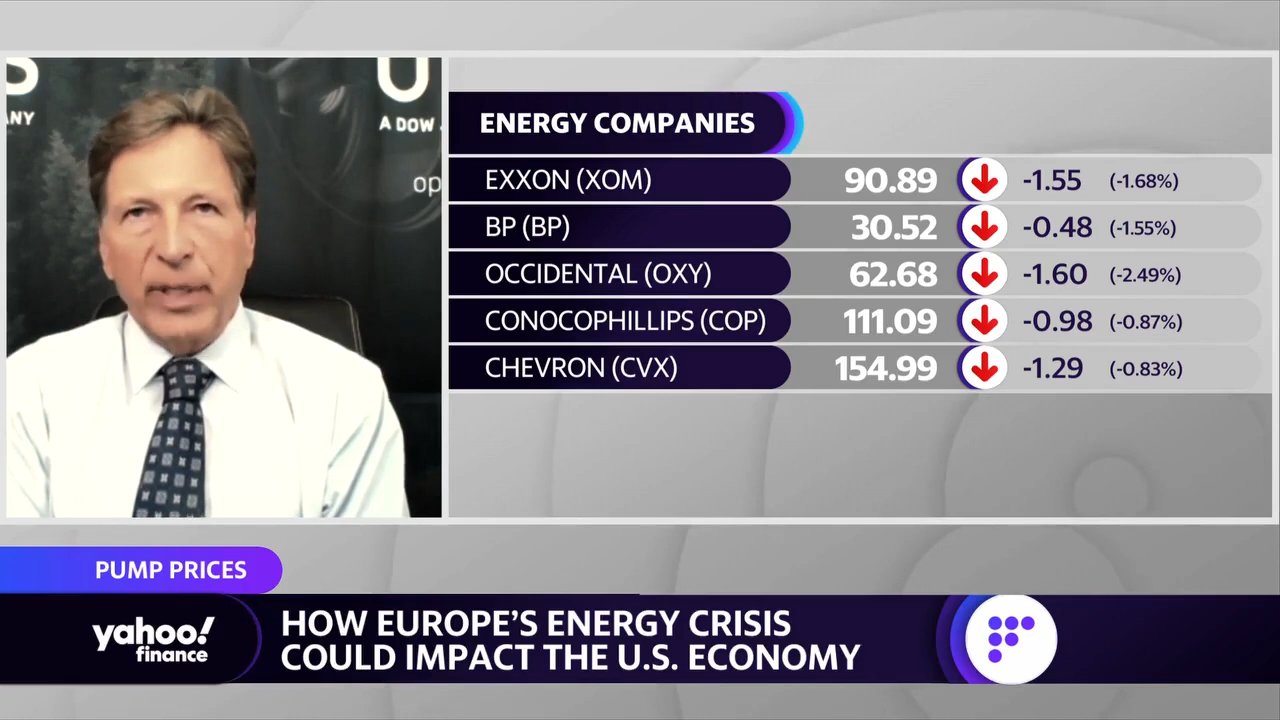 S
ANY
O
A DOW
op
ENERGY COMPANIES
EXXON (XOM) 90.89 -1.55 (-1.68%)
BP (BP) 30.52 -0.48 (-1.55%)
OCCIDENTAL (OXY) 62.68 -1.60 (-2.49%)
CONOCOPHILLIPS (COP) 111.09 -0.98 (-0.87%)
CHEVRON (CVX) 154.99 -1.29 (-0.83%)
PUMP PRICES
yahoo!
finance
HOW EUROPE'S ENERGY CRISIS
COULD IMPACT THE U.S. ECONOMY